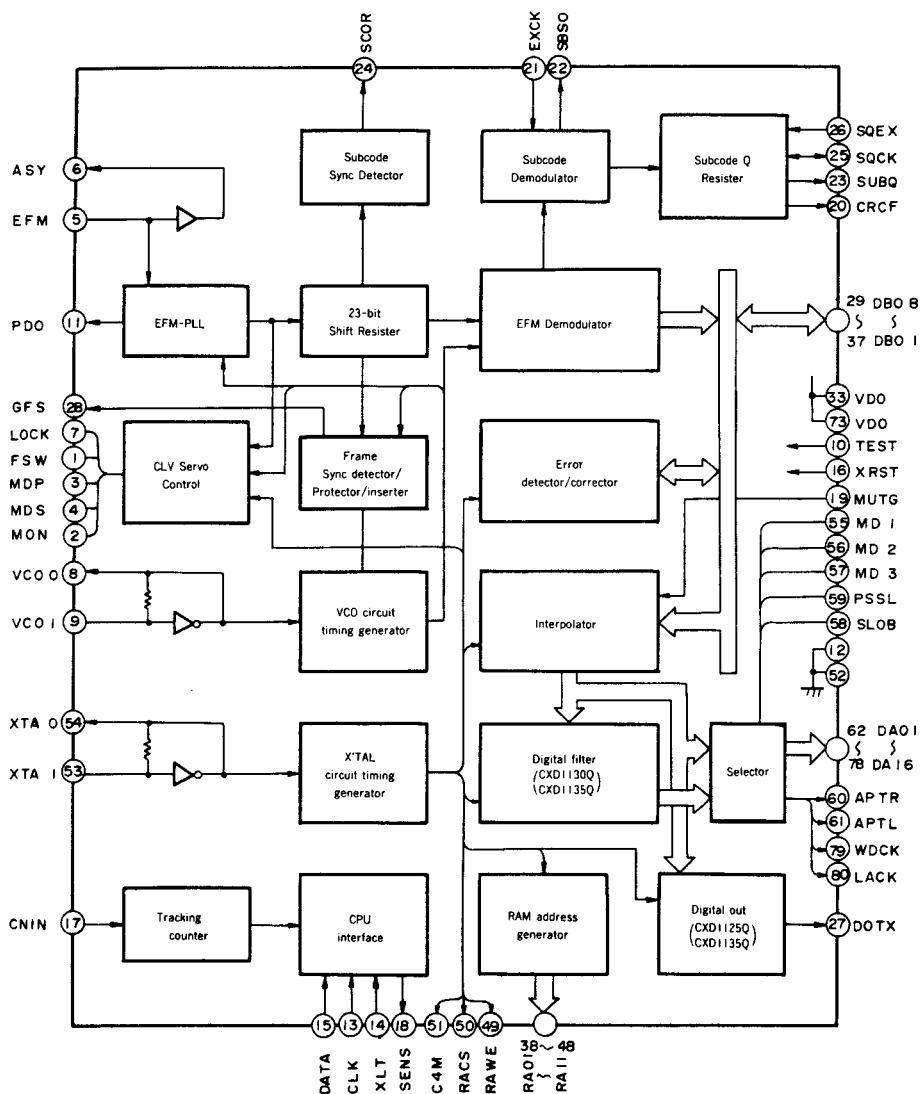 SCOR
24
EXCK
21
SBSO
22
ASY
6
EFM
5
PDO
11
GFS
28
LOCK
7
FSW
1
MDP
3
MDS
4
MON
2
VCO O
8
VCO I
9
XTA O
54
XTA I
53
CNIN
17
Subcode
Sync Detector
Subcode
Demodulator
Subcode Q
Register
26 SQEX
25 SQCK
23 SUBQ
20 CRCF
EFM-PLL
23-bit
Shift Register
EFM Demodulator
29 DBO 8
37 DBO 1
33 VDO
73 VDO
10 TEST
16 XRST
19 MUTG
55 MD 1
56 MD 2
57 MD 3
59 PSSL
58 SLOB
12
52
CLV Servo
Control
Frame
Sync detector/
Protector/inserter
Error
detector/corrector
VCO circuit
timing generator
Interpolator
X'TAL
circuit timing
generator
Digital filter
(CXD1130Q
CXD1135Q)
Selector
62 DA01
78 DA16
60 APTR
61 APTL
79 WDCK
80 LACK
Tracking
counter
CPU
interface
RAM address
generator
Digital out
(CXD1125Q
CXD1135Q)
27 DOTX
15
DATA
13
CLK
14
XLT
18
SENS
51
C4M
50
RACS
49
RAWE
38 ~ 48
RA01 ~ RA11